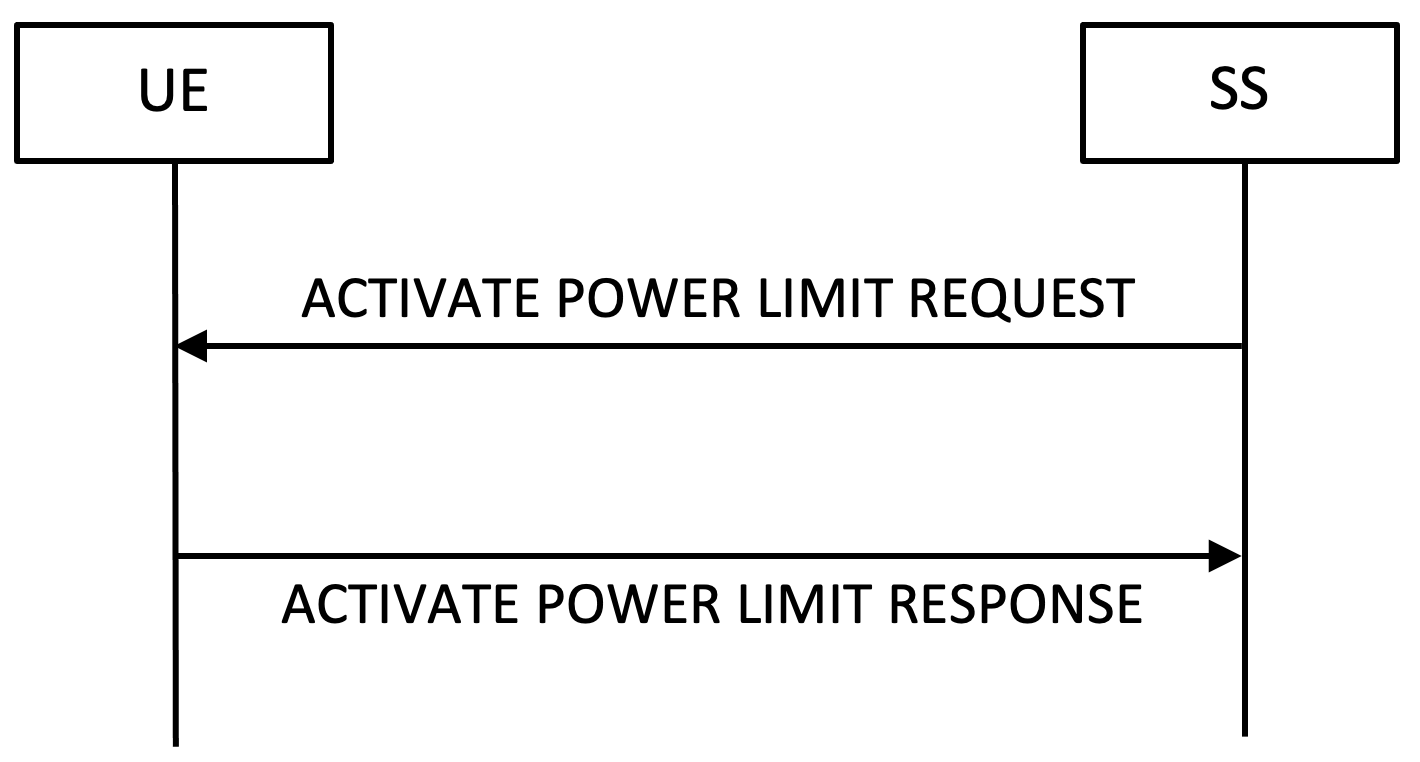 UE
SS
ACTIVATE POWER LIMIT REQUEST
ACTIVATE POWER LIMIT RESPONSE